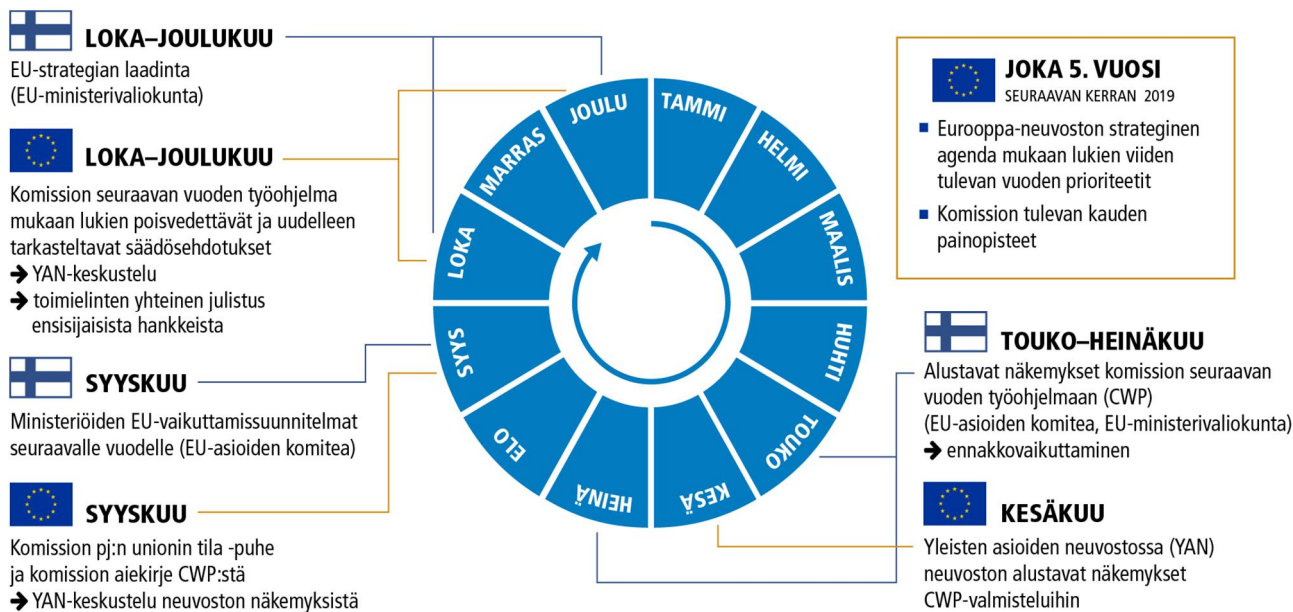 LOKA–JOULUKUU
EU-strategian laadinta
(EU-ministerivaliokunta)
LOKA–JOULUKUU
Komission seuraavan vuoden työohjelma
mukaan lukien poisvedettävät ja uudelleen
tarkasteltavat säädösehdotukset
➔ YAN-keskustelu
➔ toimielinten yhteinen julistus
ensisijaisista hankkeista
SYYSKUU
Ministeriöiden EU-vaikuttamissuunnitelmat
seuraavalle vuodelle (EU-asioiden komitea)
SYYSKUU
Komission pj:n unionin tila -puhe
ja komission aiekirje CWP:stä
➔ YAN-keskustelu neuvoston näkemyksistä
TAMMI
HELMI
MAALIS
HUHTI
TOUKO
KESÄ
HEINÄ
ELO
SYYS
LOKA
MARRAS
JOULU
JOKA 5. VUOSI
SEURAAVAN KERRAN 2019
▪ Eurooppa-neuvoston strateginen
agenda mukaan lukien viiden
tulevan vuoden prioriteetit
▪ Komission tulevan kauden
painopisteet
TOUKO–HEINÄKUU
Alustavat näkemykset komission seuraavan
vuoden työohjelmaan (CWP)
(EU-asioiden komitea, EU-ministerivaliokunta)
➔ ennakkovaikuttaminen
KESÄKUU
Yleisten asioiden neuvostossa (YAN)
neuvoston alustavat näkemykset
CWP-valmisteluihin